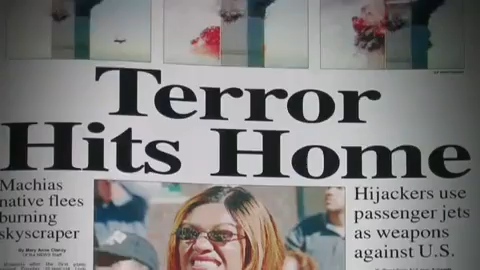 Terror
Hits Home
Machias
native flees
burning
skyscraper
Hijackers use
passenger jets
as weapons
against U.S.